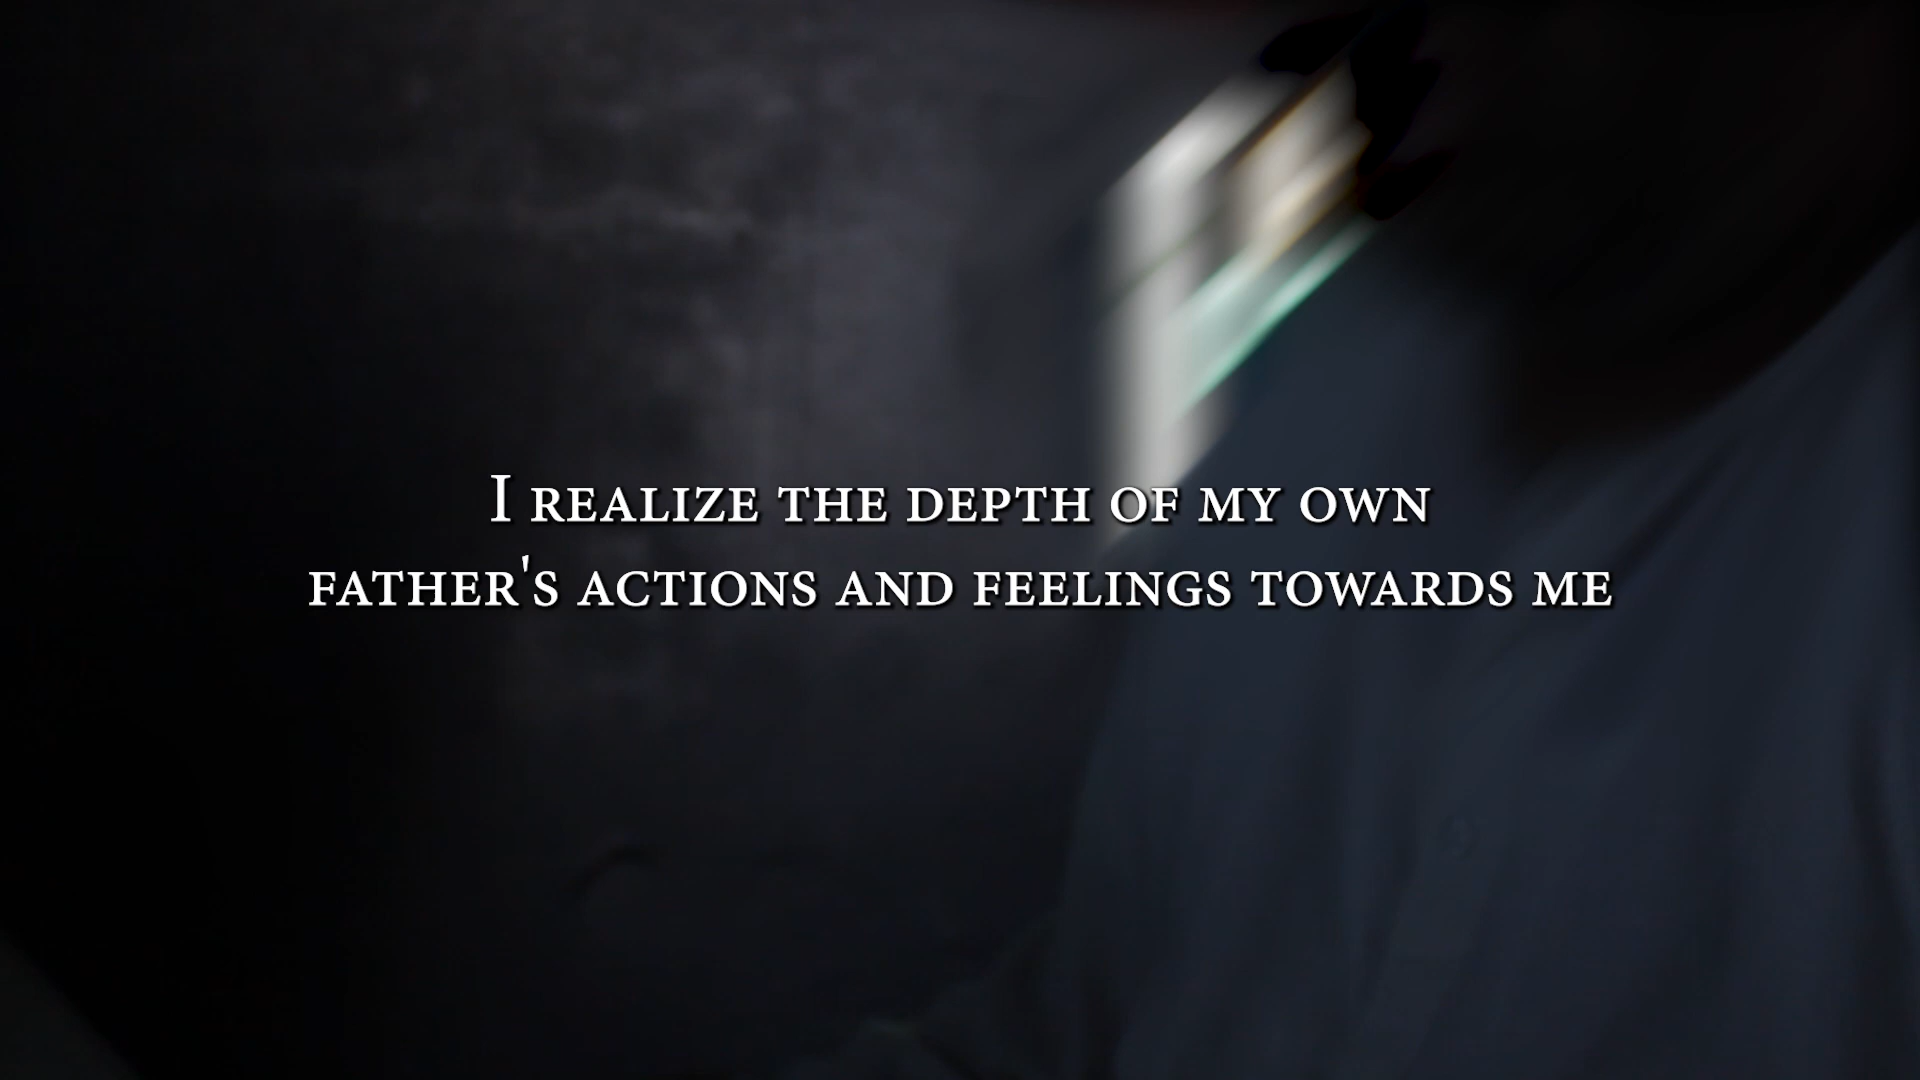 I REALIZE THE DEPTH OF MY OWN
FATHER'S ACTIONS AND FEELINGS TOWARDS ME